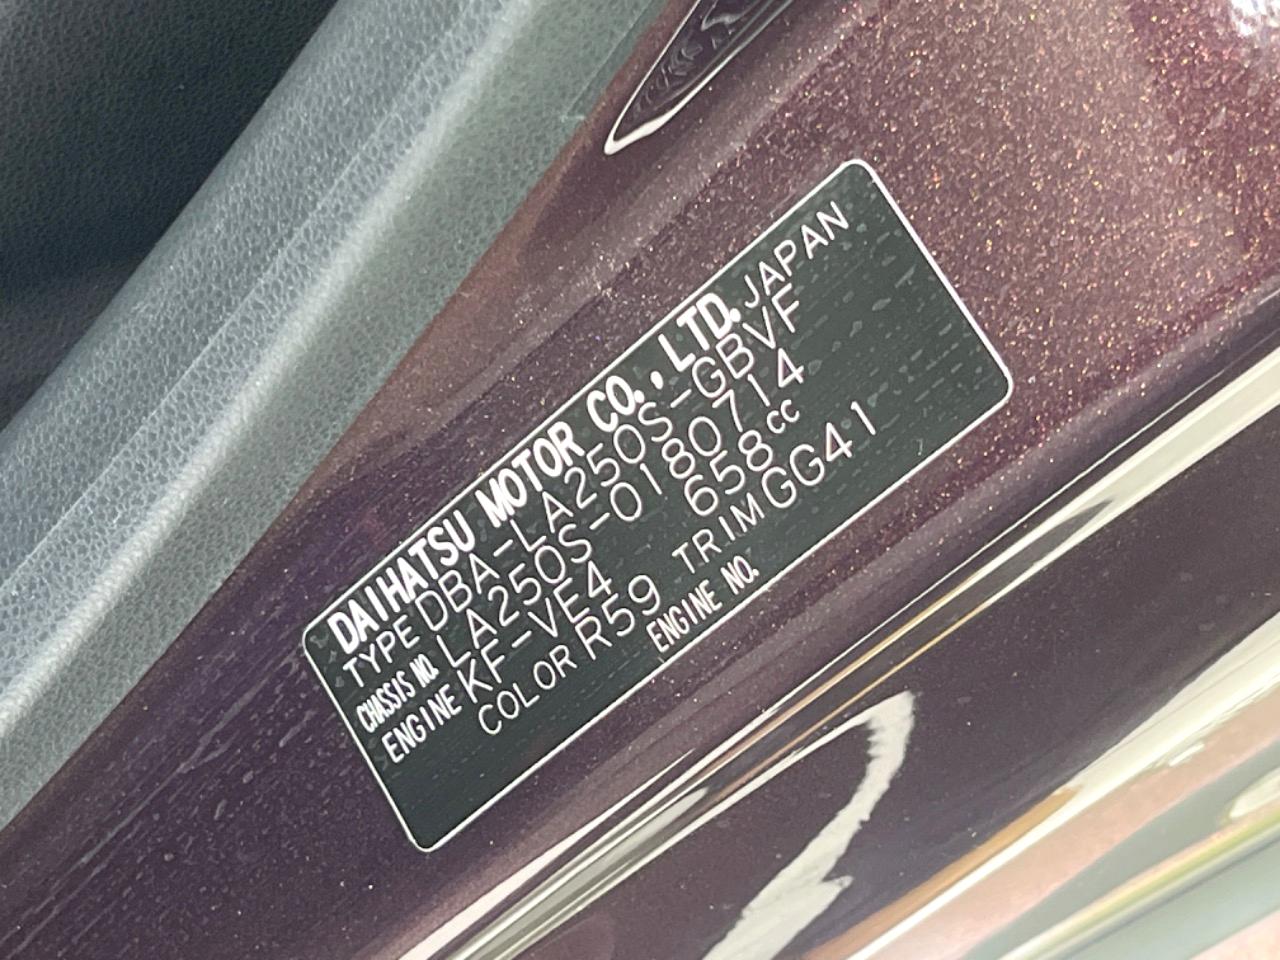 DAIHATSU MOTOR CO., LTD. JAPAN
TYPE DBA-LA250S-GBVF
CHASSIS NO. LA250S-0180714
ENGINE KF-VE4 658cc
COLOR R59 TRIM GG41
ENGINE NO.